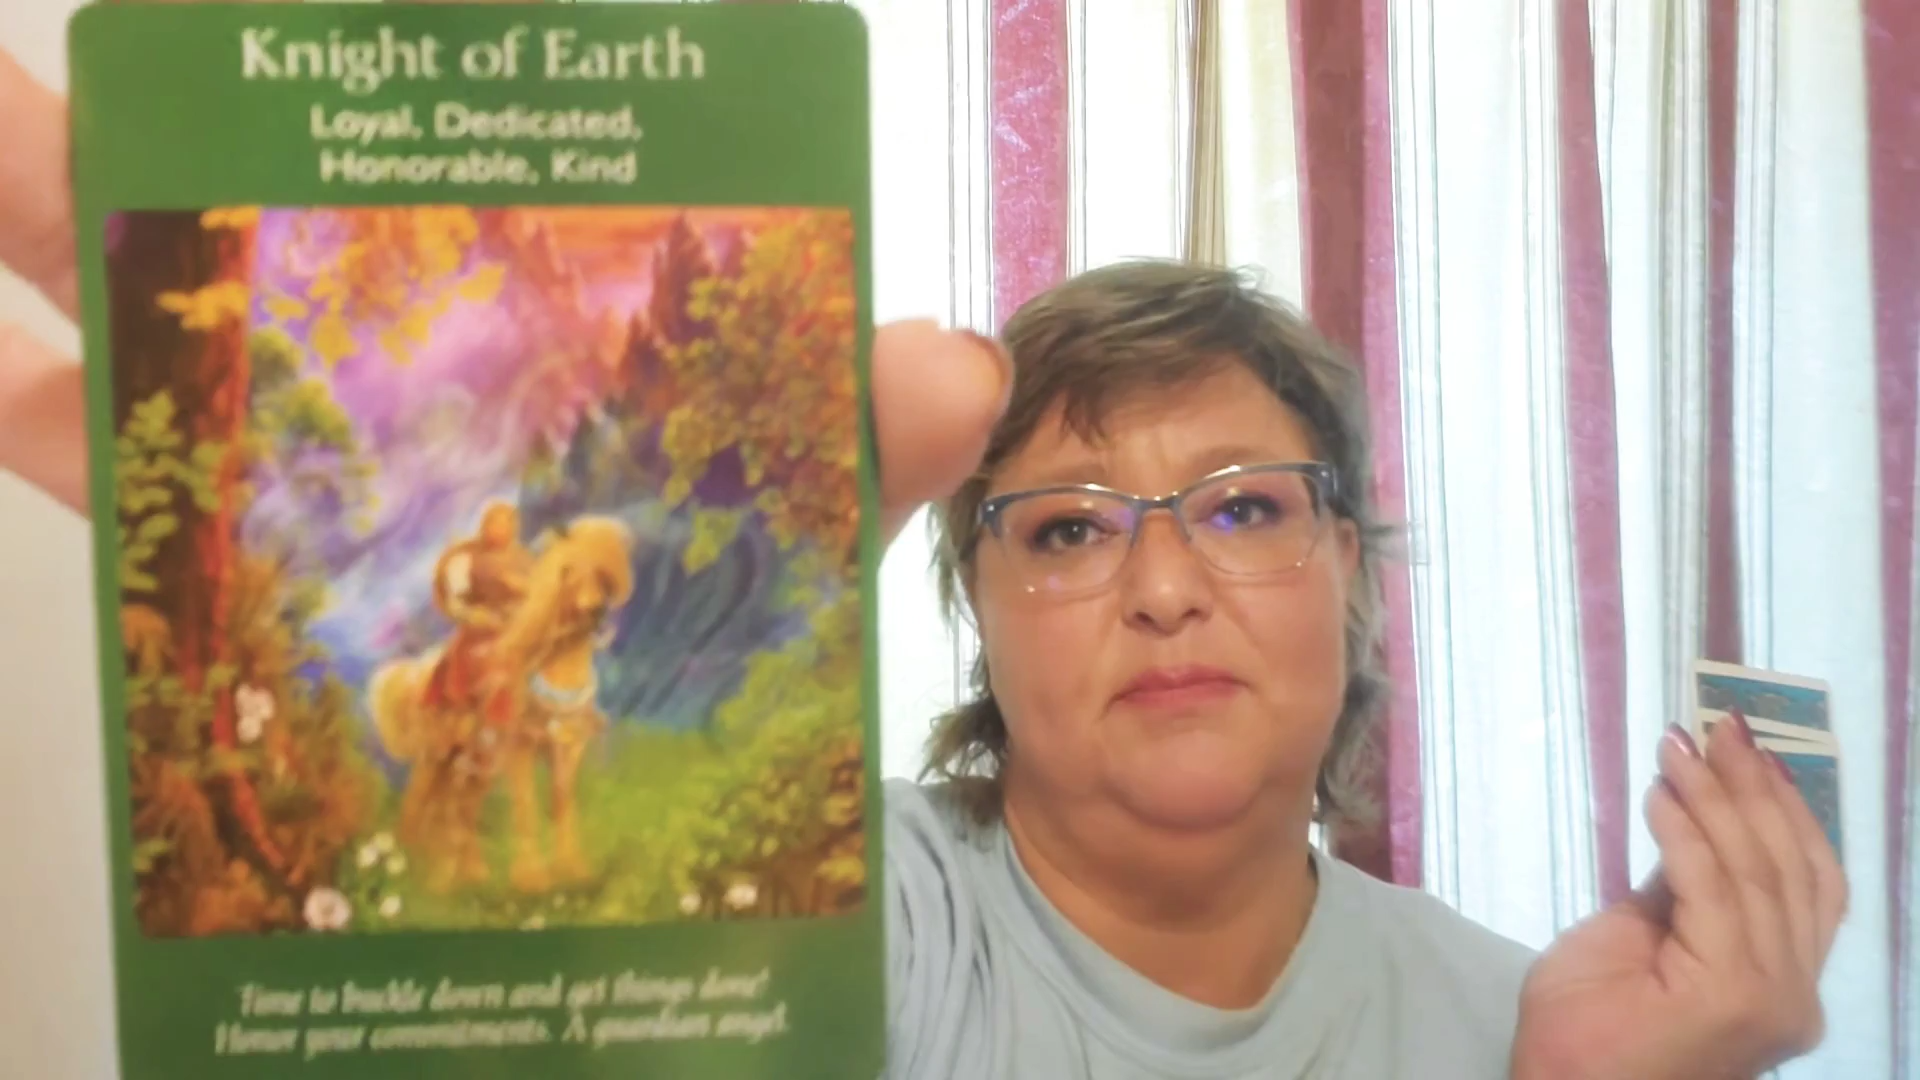 Knight of Earth
Loyal, Dedicated,
Honorable, Kind
Time to buckle down and get things done!
Honor your commitments. A guardian angel.